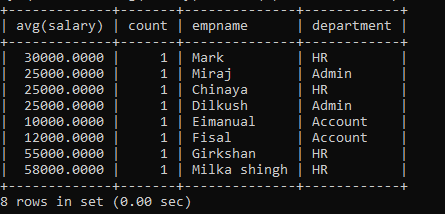 +-------------+-------+--------------+------------+
| avg(salary) | count | empname      | department |
+-------------+-------+--------------+------------+
|  30000.0000 |     1 | Mark         | HR         |
|  25000.0000 |     1 | Miraj        | Admin      |
|  25000.0000 |     1 | Chinaya      | HR         |
|  25000.0000 |     1 | Dilkush      | Admin      |
|  10000.0000 |     1 | Eimanual     | Account    |
|  12000.0000 |     1 | Fisal        | Account    |
|  55000.0000 |     1 | Girkshan     | HR         |
|  58000.0000 |     1 | Milka shingh | HR         |
+-------------+-------+--------------+------------+
8 rows in set (0.00 sec)